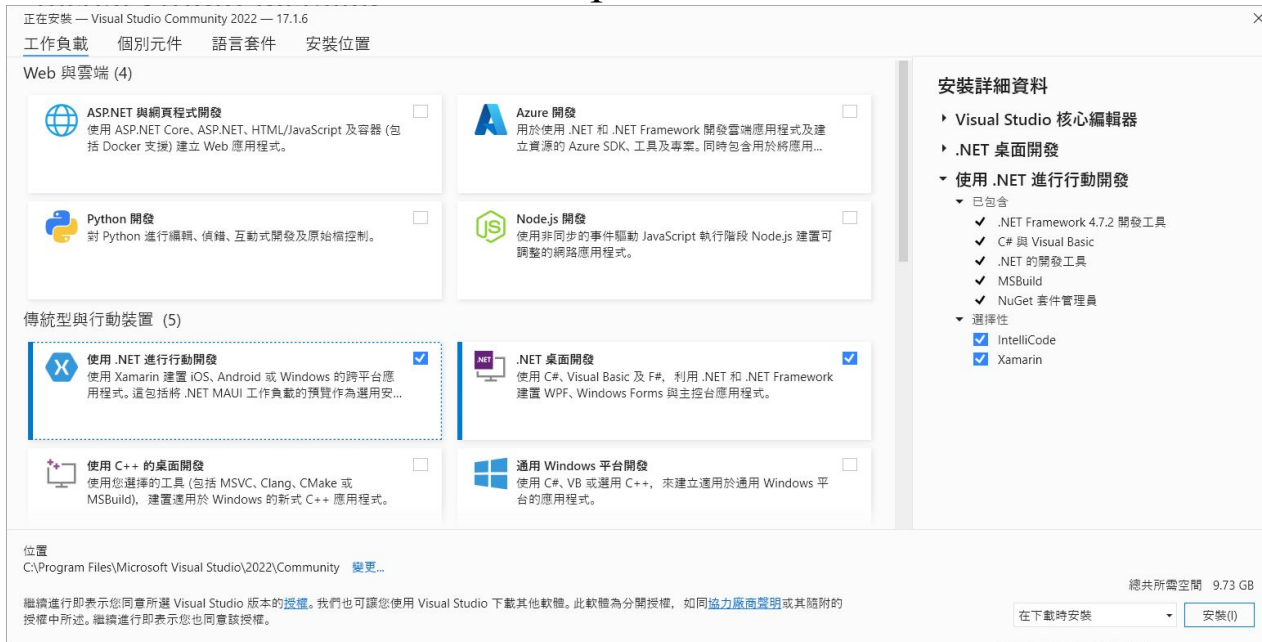 正在安裝 — Visual Studio Community 2022 — 17.1.6
工作負載 個別元件 語言套件 安裝位置
Web 與雲端 (4)
ASP.NET 與網頁程式開發
使用 ASP.NET Core、ASP.NET、HTML/JavaScript 及容器 (包
括 Docker 支援) 建立 Web 應用程式。
Azure 開發
用於使用 .NET 和 .NET Framework 開發雲端應用程式及建
立資源的 Azure SDK、工具及專案。同時包含用於將應用...
Python 開發
對 Python 進行編輯、偵錯、互動式開發及原始檔控制。
Node.js 開發
使用非同步的事件驅動 JavaScript 執行階段 Node.js 建置可
調整的網路應用程式。
傳統型與行動裝置 (5)
使用 .NET 進行行動開發
使用 Xamarin 建置 iOS、Android 或 Windows 的跨平台應
用程式。這包括將 .NET MAUI 工作負載的預覽作為選用安...
.NET 桌面開發
使用 C#、Visual Basic 及 F#，利用 .NET 和 .NET Framework
建置 WPF、Windows Forms 與主控台應用程式。
使用 C++ 的桌面開發
使用您選擇的工具 (包括 MSVC、Clang、CMake 或
MSBuild)，建置適用於 Windows 的新式 C++ 應用程式。
通用 Windows 平台開發
使用 C#、VB 或選用 C++，來建立適用於通用 Windows 平
台的應用程式。
安裝詳細資料
Visual Studio 核心編輯器
.NET 桌面開發
使用 .NET 進行行動開發
已包含
.NET Framework 4.7.2 開發工具
C# 與 Visual Basic
.NET 的開發工具
MSBuild
NuGet 套件管理員
選擇性
IntelliCode
Xamarin
位置
C:\Program Files\Microsoft Visual Studio\2022\Community 變更...
繼續進行即表示您同意所選 Visual Studio 版本的授權。我們也可讓您使用 Visual Studio 下載其他軟體。此軟體為分開授權，如同協力廠商聲明或其隨附的
授權中所述。繼續進行即表示您也同意該授權。
總共所需空間 9.73 GB
在下載時安裝 安裝(I)